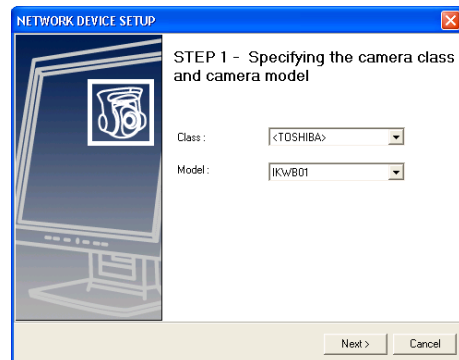 NETWORK DEVICE SETUP
STEP 1 - Specifying the camera class
and camera model
Class : <TOSHIBA>
Model : IKWB01
Next > Cancel